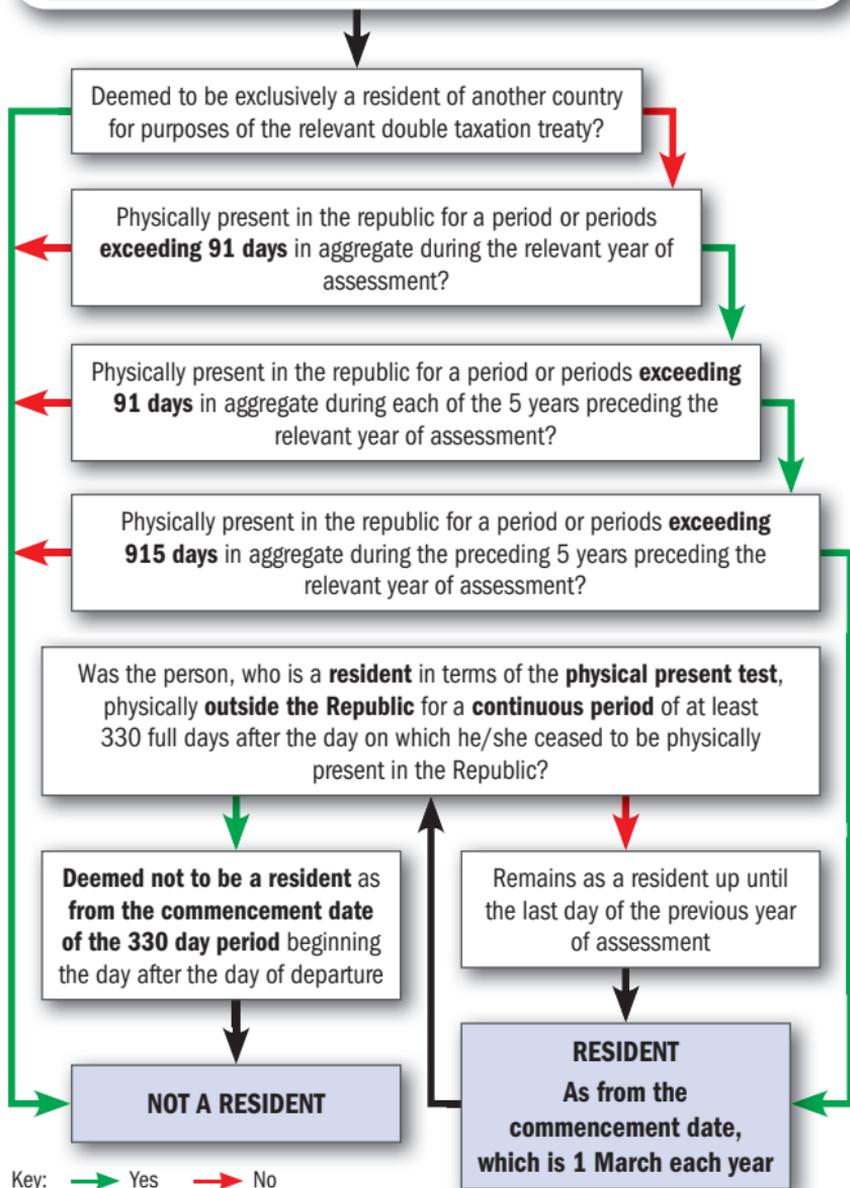 Deemed to be exclusively a resident of another country
for purposes of the relevant double taxation treaty?
Physically present in the republic for a period or periods
exceeding 91 days in aggregate during the relevant year of
assessment?
Physically present in the republic for a period or periods exceeding
91 days in aggregate during each of the 5 years preceding the
relevant year of assessment?
Physically present in the republic for a period or periods exceeding
915 days in aggregate during the preceding 5 years preceding the
relevant year of assessment?
Was the person, who is a resident in terms of the physical present test,
physically outside the Republic for a continuous period of at least
330 full days after the day on which he/she ceased to be physically
present in the Republic?
Deemed not to be a resident as
from the commencement date
of the 330 day period beginning
the day after the day of departure
Remains as a resident up until
the last day of the previous year
of assessment
NOT A RESIDENT
RESIDENT
As from the
commencement date,
which is 1 March each year
Key: Yes No